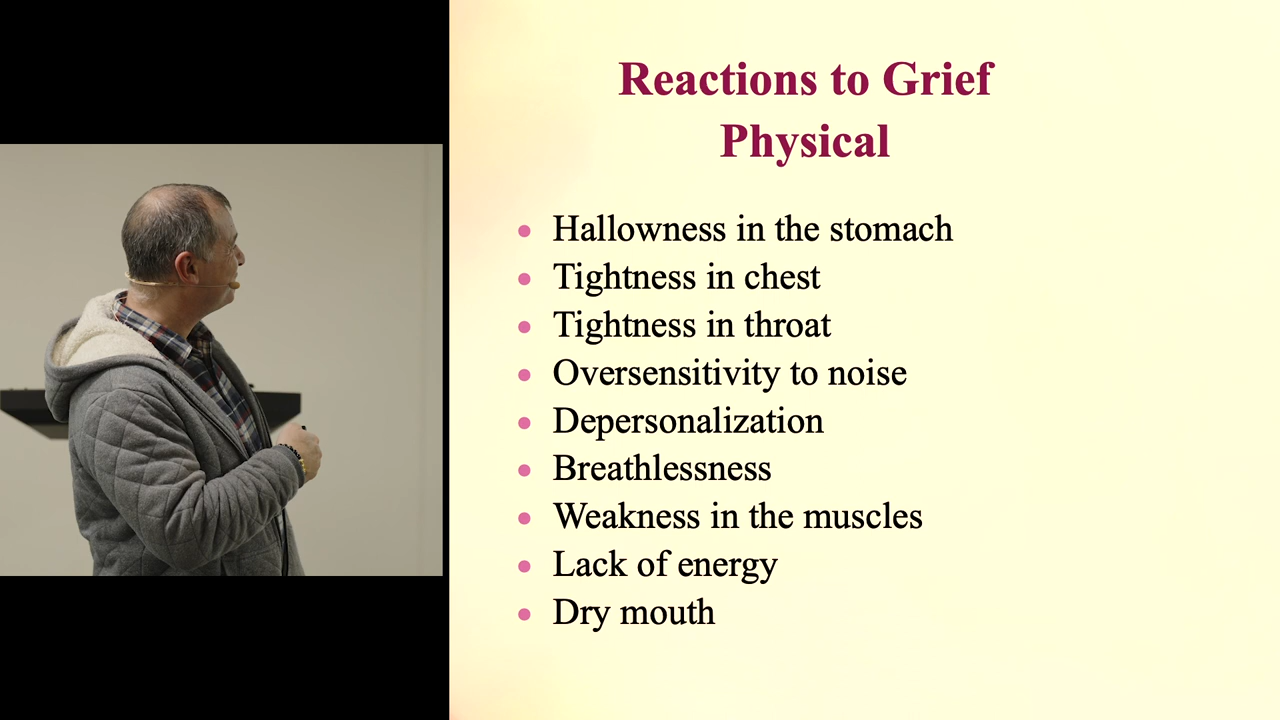 Reactions to Grief
Physical
Hallowness in the stomach
Tightness in chest
Tightness in throat
Oversensitivity to noise
Depersonalization
Breathlessness
Weakness in the muscles
Lack of energy
Dry mouth